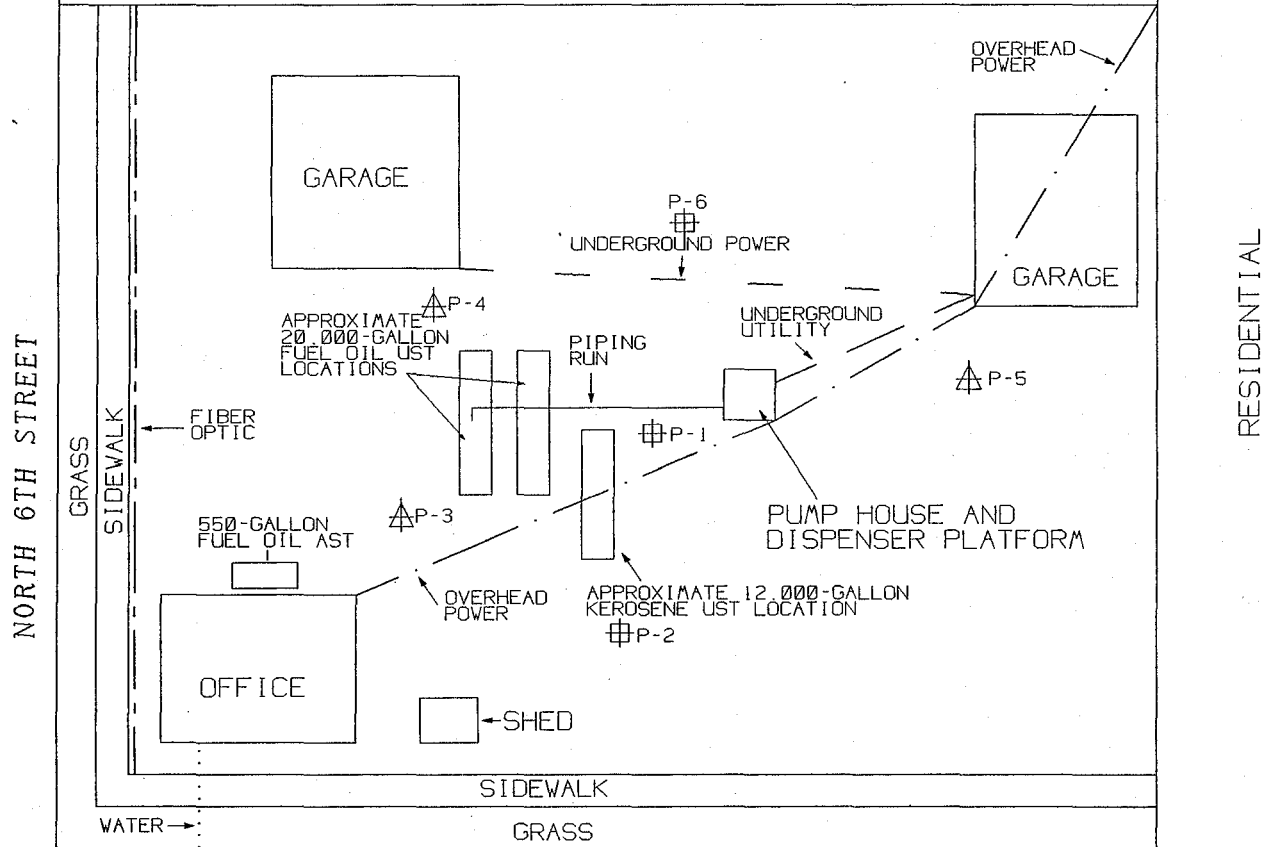 OVERHEAD
POWER
GARAGE
P-6
UNDERGROUND POWER
GARAGE
RESIDENTIAL
P-4
APPROXIMATE
20.000-GALLON
FUEL OIL UST
LOCATIONS
PIPING
RUN
UNDERGROUND
UTILITY
P-5
NORTH 6TH STREET
GRASS
SIDEWALK
FIBER
OPTIC
P-1
P-3
550-GALLON
FUEL OIL AST
PUMP HOUSE AND
DISPENSER PLATFORM
OVERHEAD
POWER
APPROXIMATE 12.000-GALLON
KEROSENE UST LOCATION
P-2
OFFICE
SHED
SIDEWALK
WATER
GRASS